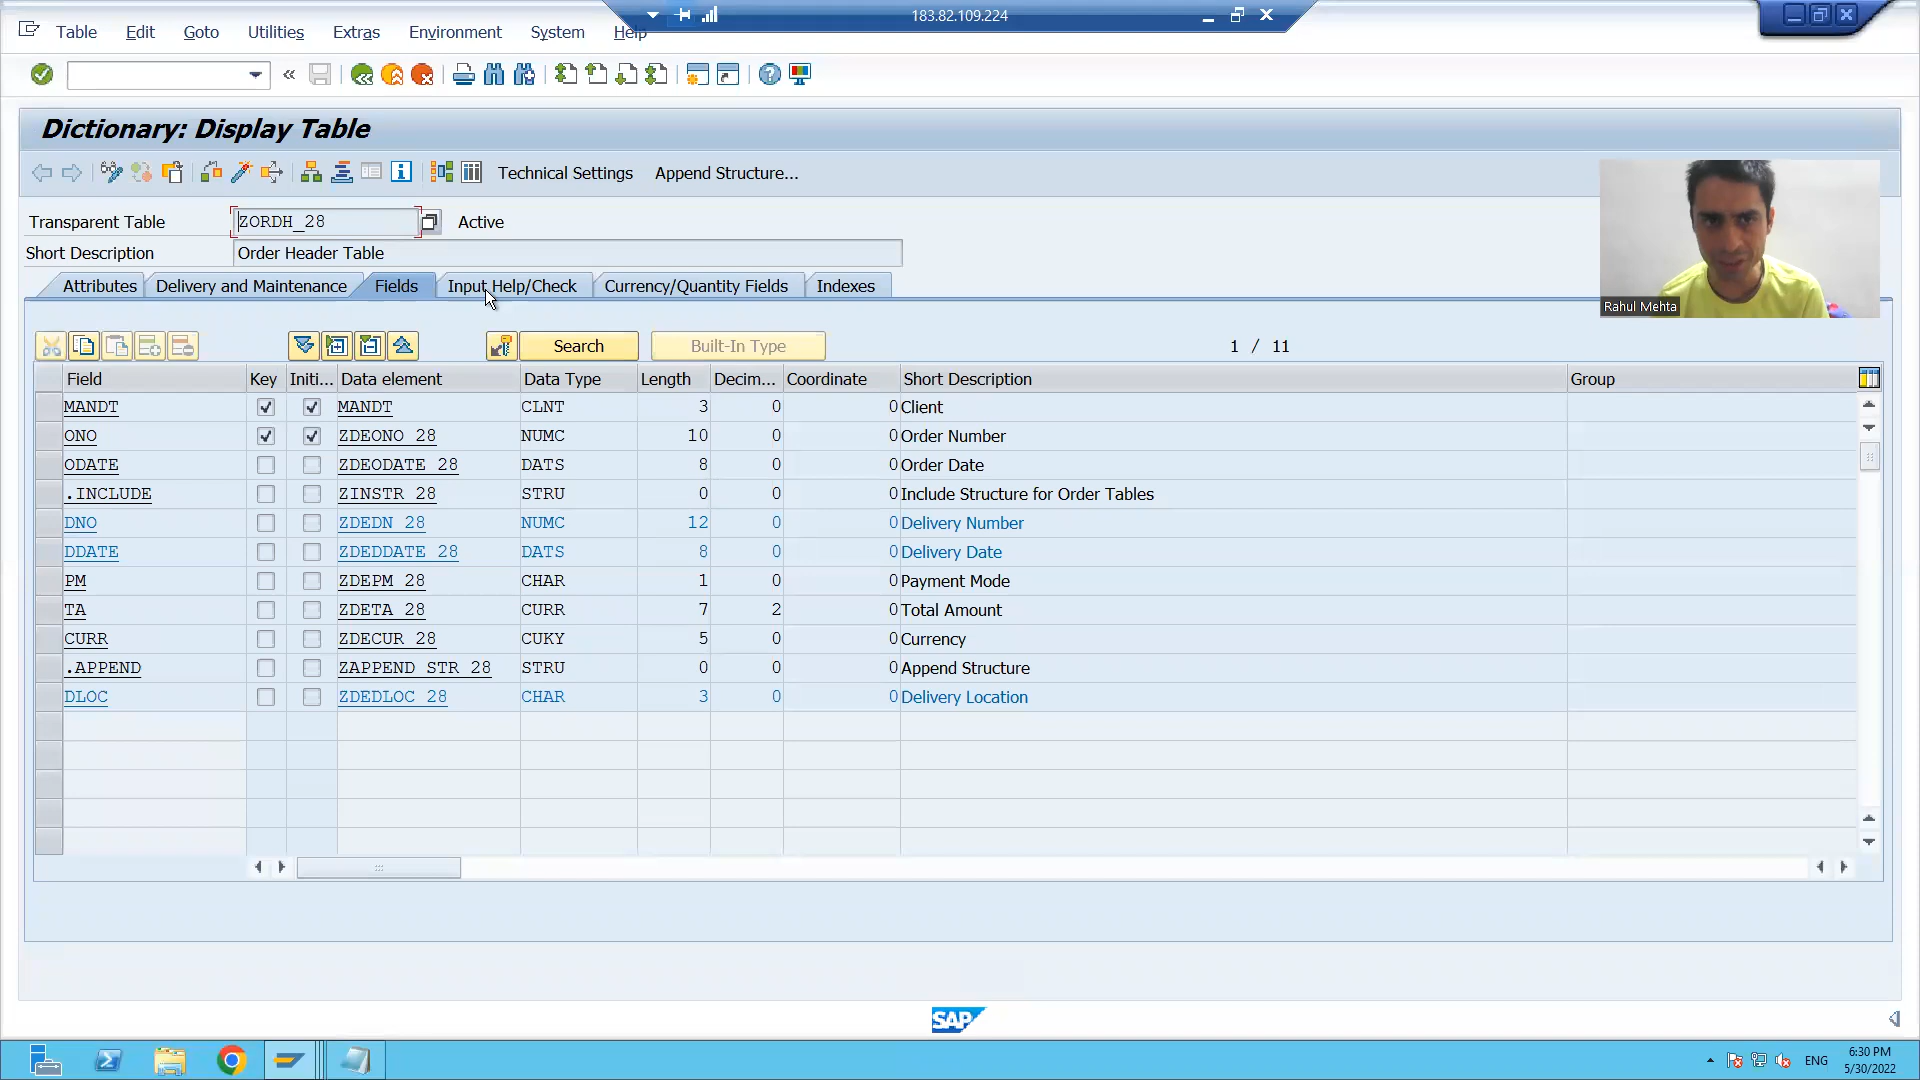 183.82.109.224
Table Edit Goto Utilities Extras Environment System Help
Dictionary: Display Table
Technical Settings Append Structure...
Transparent Table ZORDH_28 Active
Short Description Order Header Table
Attributes Delivery and Maintenance Fields Input Help/Check Currency/Quantity Fields Indexes
Rahul Mehta
Search Built-In Type 1 / 11
Field Key Initi... Data element Data Type Length Decim... Coordinate Short Description Group
MANDT MANDT CLNT 3 0 0 Client
ONO ZDEONO_28 NUMC 10 0 0 Order Number
ODATE ZDEODATE_28 DATS 8 0 0 Order Date
.INCLUDE ZINSTR_28 STRU 0 0 0 Include Structure for Order Tables
DNO ZDEDN_28 NUMC 12 0 0 Delivery Number
DDATE ZDEDDATE_28 DATS 8 0 0 Delivery Date
PM ZDEPM_28 CHAR 1 0 0 Payment Mode
TA ZDETA_28 CURR 7 2 0 Total Amount
CURR ZDECUR_28 CUKY 5 0 0 Currency
.APPEND ZAPPEND_STR_28 STRU 0 0 0 Append Structure
DLOC ZDEDLOC_28 CHAR 3 0 0 Delivery Location
SAP
ENG 6:30 PM
5/30/2022